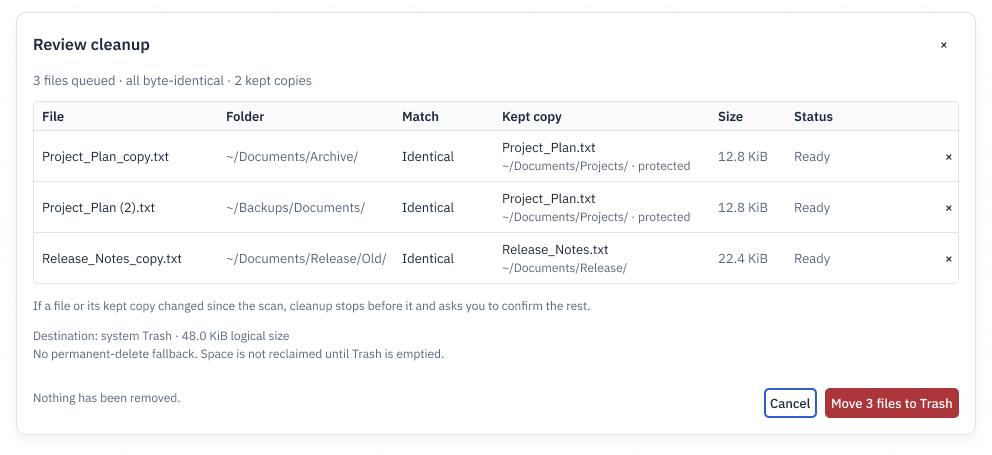 Review cleanup ×
3 files queued · all byte-identical · 2 kept copies
File Folder Match Kept copy Size Status
Project_Plan_copy.txt ~/Documents/Archive/ Identical Project_Plan.txt 12.8 KiB Ready ×
~/Documents/Projects/ · protected
Project_Plan (2).txt ~/Backups/Documents/ Identical Project_Plan.txt 12.8 KiB Ready ×
~/Documents/Projects/ · protected
Release_Notes_copy.txt ~/Documents/Release/Old/ Identical Release_Notes.txt 22.4 KiB Ready ×
~/Documents/Release/
If a file or its kept copy changed since the scan, cleanup stops before it and asks you to confirm the rest.
Destination: system Trash · 48.0 KiB logical size
No permanent-delete fallback. Space is not reclaimed until Trash is emptied.
Nothing has been removed.
Cancel Move 3 files to Trash